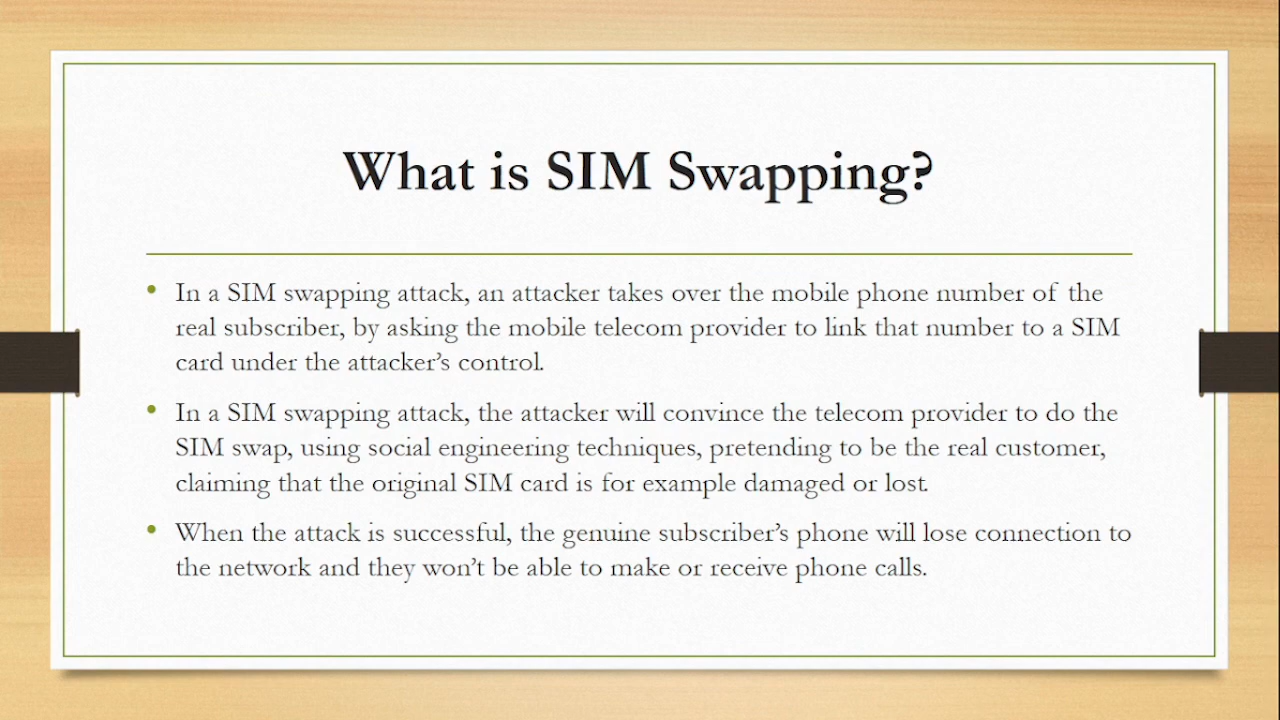 What is SIM Swapping?
• In a SIM swapping attack, an attacker takes over the mobile phone number of the
real subscriber, by asking the mobile telecom provider to link that number to a SIM
card under the attacker’s control.
• In a SIM swapping attack, the attacker will convince the telecom provider to do the
SIM swap, using social engineering techniques, pretending to be the real customer,
claiming that the original SIM card is for example damaged or lost.
• When the attack is successful, the genuine subscriber’s phone will lose connection to
the network and they won’t be able to make or receive phone calls.